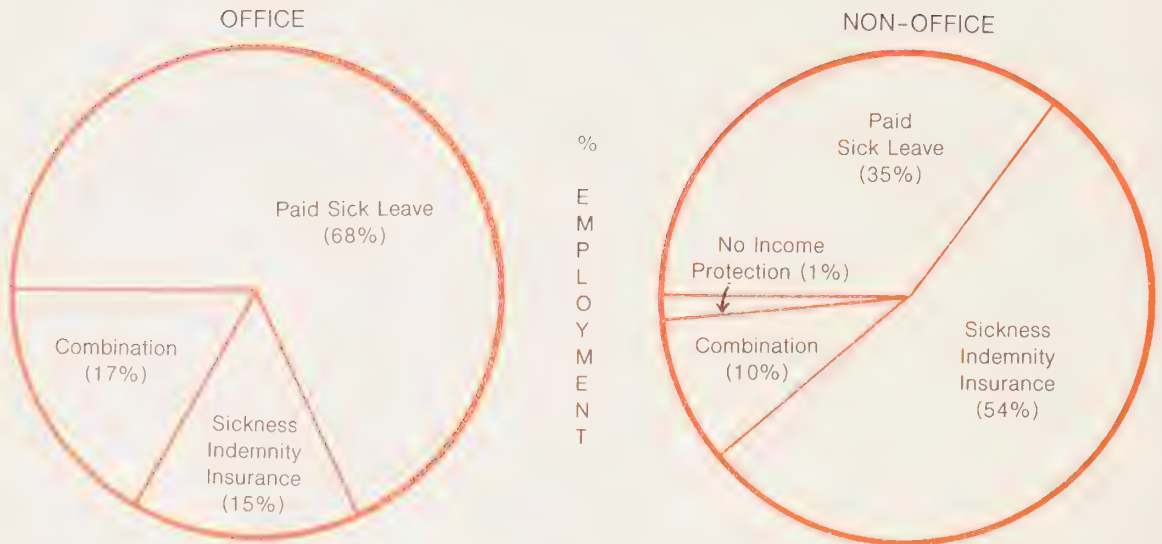 OFFICE
Paid Sick Leave
(68%)
Combination
(17%)
Sickness
Indemnity
Insurance
(15%)
%
EMPLOYMENT
NON-OFFICE
Paid
Sick Leave
(35%)
No Income
Protection (1%)
Combination
(10%)
Sickness
Indemnity
Insurance
(54%)